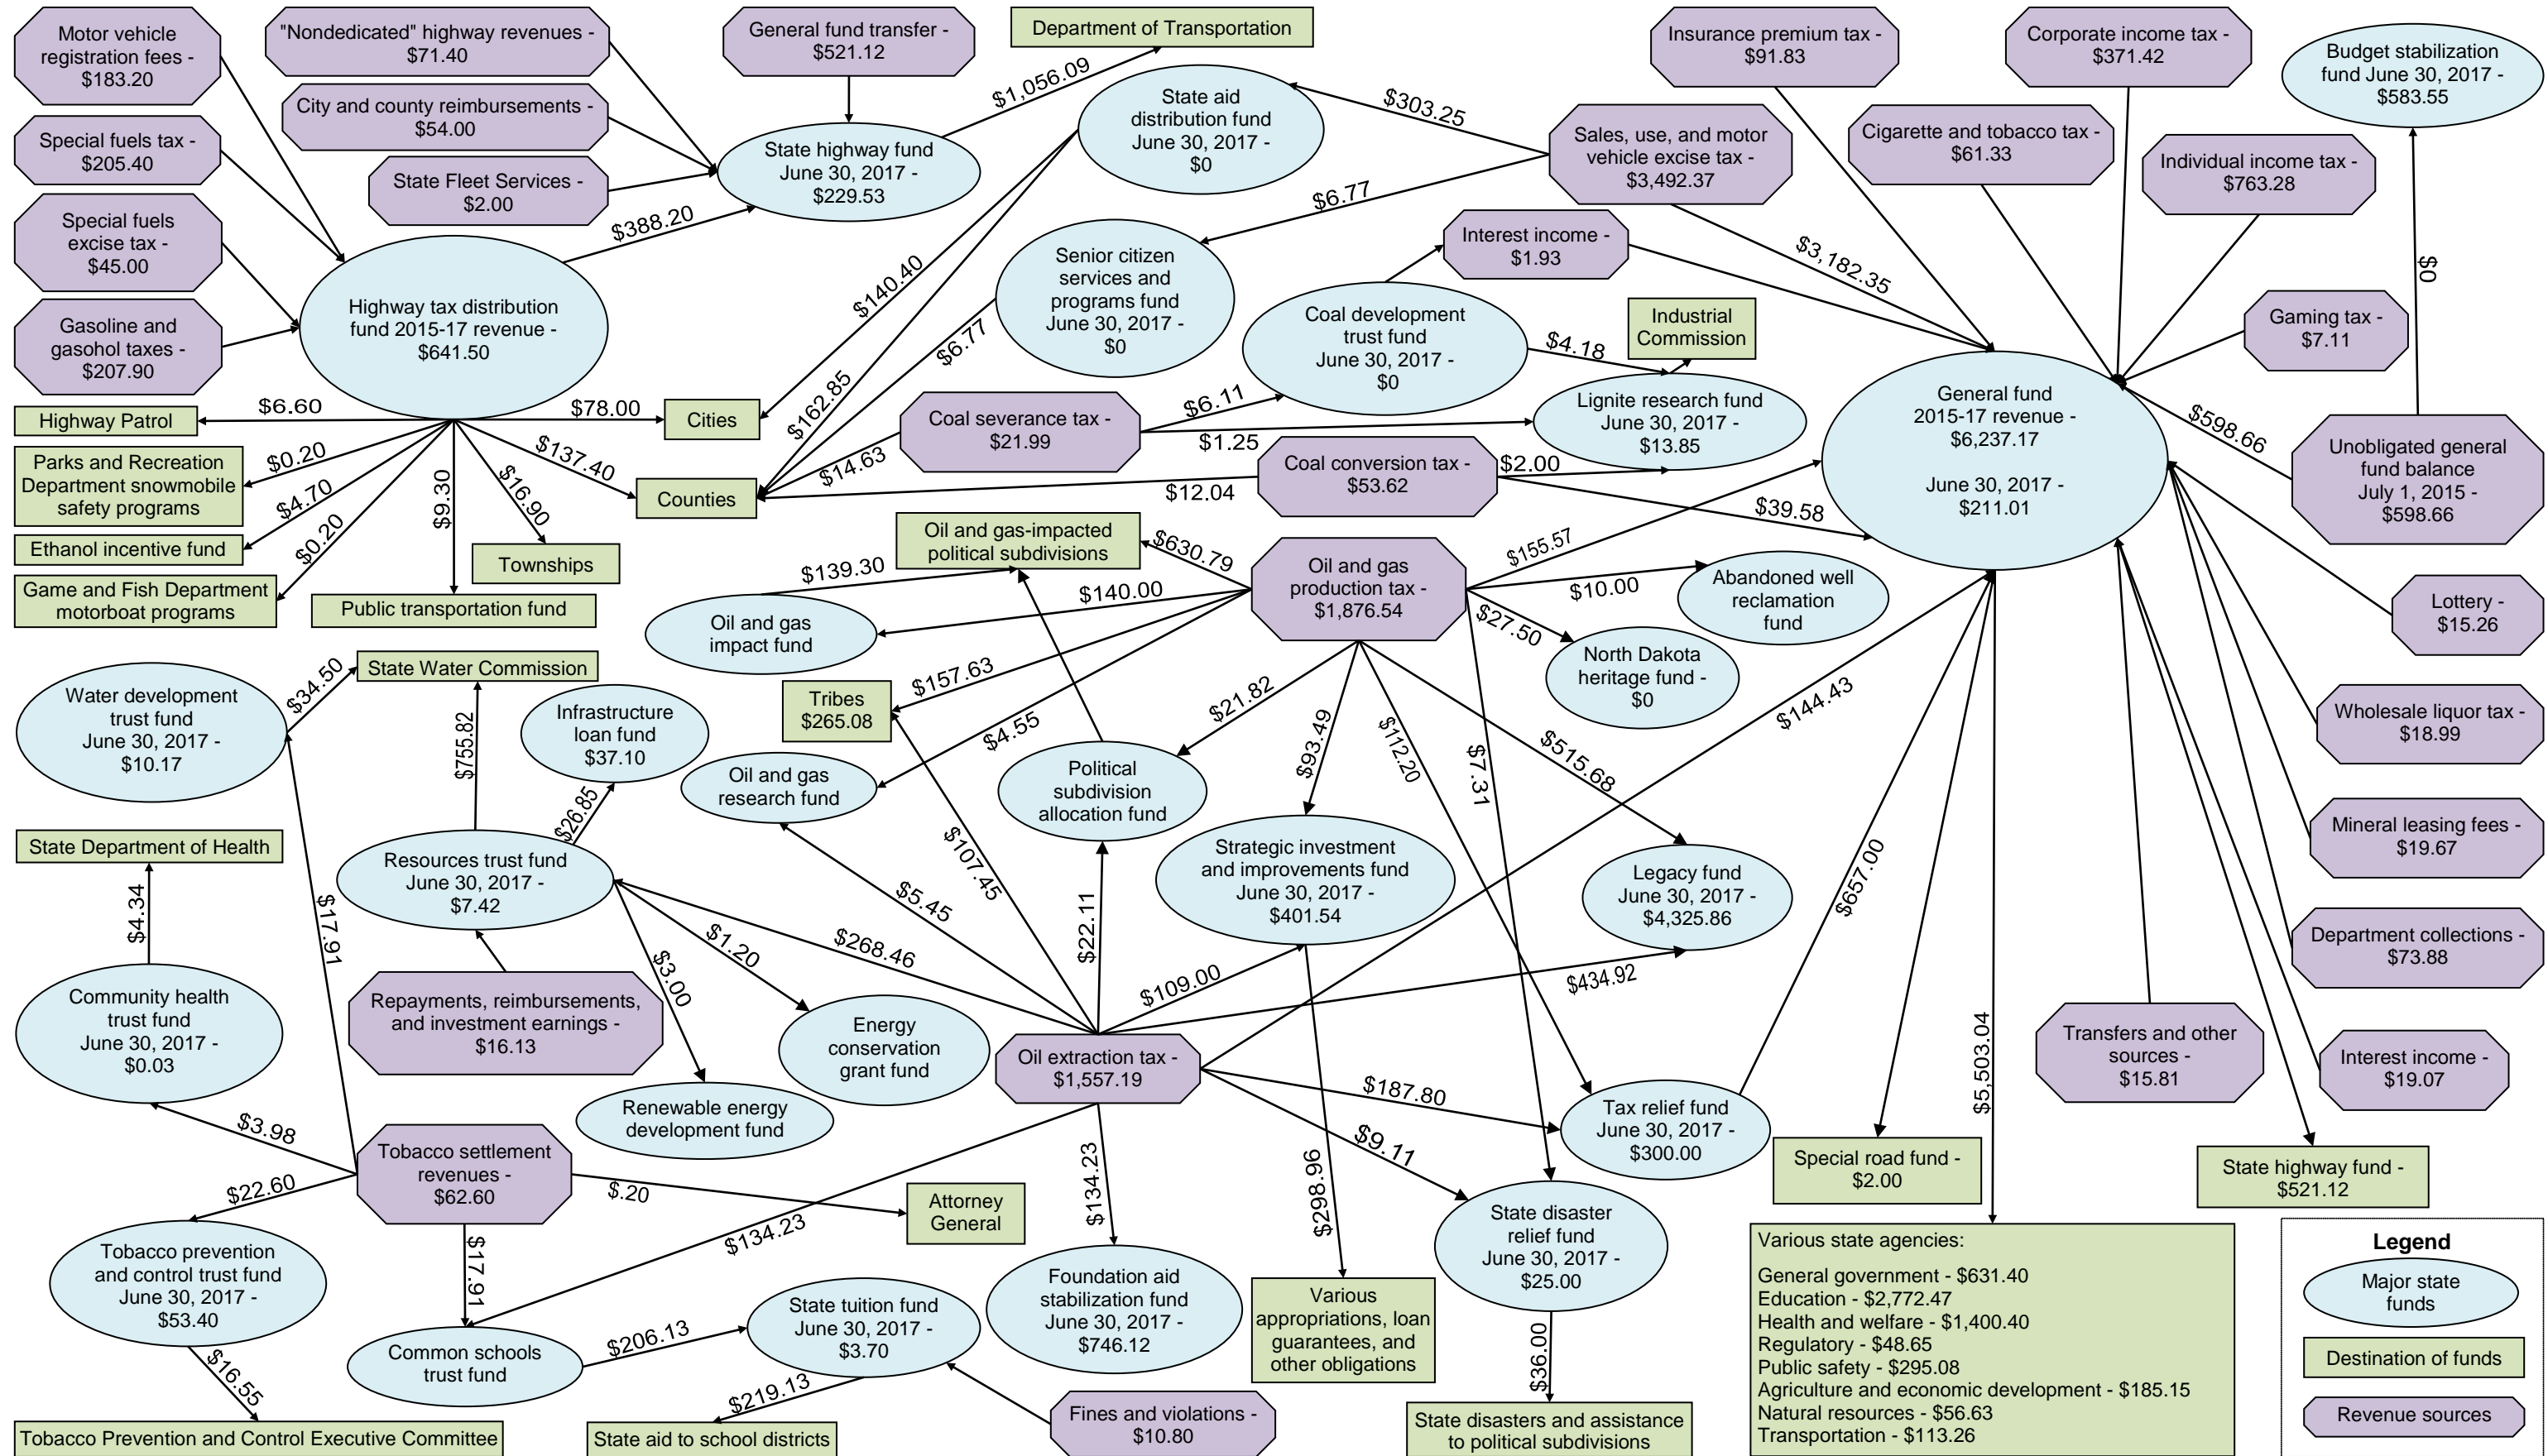 Motor vehicle
registration fees -
$183.20
"Nondedicated" highway revenues -
$71.40
General fund transfer -
$521.12
Department of Transportation
Insurance premium tax -
$91.83
Corporate income tax -
$371.42
Budget stabilization
fund June 30, 2017 -
$583.55
City and county reimbursements -
$54.00
$1,056.09
State aid
distribution fund
June 30, 2017 -
$0
$303.25
Sales, use, and motor
vehicle excise tax -
$3,492.37
Cigarette and tobacco tax -
$61.33
Individual income tax -
$763.28
Special fuels tax -
$205.40
State Fleet Services -
$2.00
State highway fund
June 30, 2017 -
$229.53
$6.77
Special fuels
excise tax -
$45.00
$388.20
Senior citizen
services and
programs fund
June 30, 2017 -
$0
Interest income -
$1.93
$3,182.35
$0
Gasoline and
gasohol taxes -
$207.90
Highway tax distribution
fund 2015-17 revenue -
$641.50
$140.40
$162.85
$6.77
Coal development
trust fund
June 30, 2017 -
$0
$4.18
Industrial
Commission
Gaming tax -
$7.11
Highway Patrol
$6.60
$78.00
Cities
Coal severance tax -
$21.99
$6.11
$1.25
$14.63
Lignite research fund
June 30, 2017 -
$13.85
General fund
2015-17 revenue -
$6,237.17
June 30, 2017 -
$211.01
$598.66
Unobligated general
fund balance
July 1, 2015 -
$598.66
Parks and Recreation
Department snowmobile
safety programs
$0.20
$4.70
$0.20
$9.30
$16.90
$137.40
Counties
Coal conversion tax -
$53.62
$2.00
$12.04
$39.58
Ethanol incentive fund
Townships
Game and Fish Department
motorboat programs
Public transportation fund
Oil and gas-impacted
political subdivisions
$630.79
Oil and gas
production tax -
$1,876.54
$155.57
$10.00
Abandoned well
reclamation
fund
$139.30
$140.00
Oil and gas
impact fund
$27.50
North Dakota
heritage fund -
$0
Lottery -
$15.26
Water development
trust fund
June 30, 2017 -
$10.17
$34.50
State Water Commission
$755.82
Infrastructure
loan fund
$37.10
$26.85
Tribes
$265.08
$157.63
$4.55
$21.82
$93.49
$112.20
$7.31
$515.68
$144.43
Wholesale liquor tax -
$18.99
Oil and gas
research fund
Political
subdivision
allocation fund
State Department of Health
$4.34
$17.91
Resources trust fund
June 30, 2017 -
$7.42
$107.45
$5.45
$22.11
Strategic investment
and improvements fund
June 30, 2017 -
$401.54
Legacy fund
June 30, 2017 -
$4,325.86
$657.00
Mineral leasing fees -
$19.67
$268.46
$1.20
$3.00
$109.00
$434.92
Department collections -
$73.88
Community health
trust fund
June 30, 2017 -
$0.03
Repayments, reimbursements,
and investment earnings -
$16.13
Energy
conservation
grant fund
Oil extraction tax -
$1,557.19
$5,503.04
Transfers and other
sources -
$15.81
Interest income -
$19.07
Renewable energy
development fund
$187.80
Tax relief fund
June 30, 2017 -
$300.00
$3.98
Tobacco settlement
revenues -
$62.60
$22.60
$.20
Attorney
General
$134.23
$134.23
$9.11
$298.96
Special road fund -
$2.00
State highway fund -
$521.12
Tobacco prevention
and control trust fund
June 30, 2017 -
$53.40
$17.91
State disaster
relief fund
June 30, 2017 -
$25.00
Foundation aid
stabilization fund
June 30, 2017 -
$746.12
Various
appropriations, loan
guarantees, and
other obligations
Common schools
trust fund
$206.13
State tuition fund
June 30, 2017 -
$3.70
$16.55
$219.13
Fines and violations -
$10.80
$36.00
Tobacco Prevention and Control Executive Committee
State aid to school districts
State disasters and assistance
to political subdivisions
Various state agencies:
General government - $631.40
Education - $2,772.47
Health and welfare - $1,400.40
Regulatory - $48.65
Public safety - $295.08
Agriculture and economic development - $185.15
Natural resources - $56.63
Transportation - $113.26
Legend
Major state
funds
Destination of funds
Revenue sources